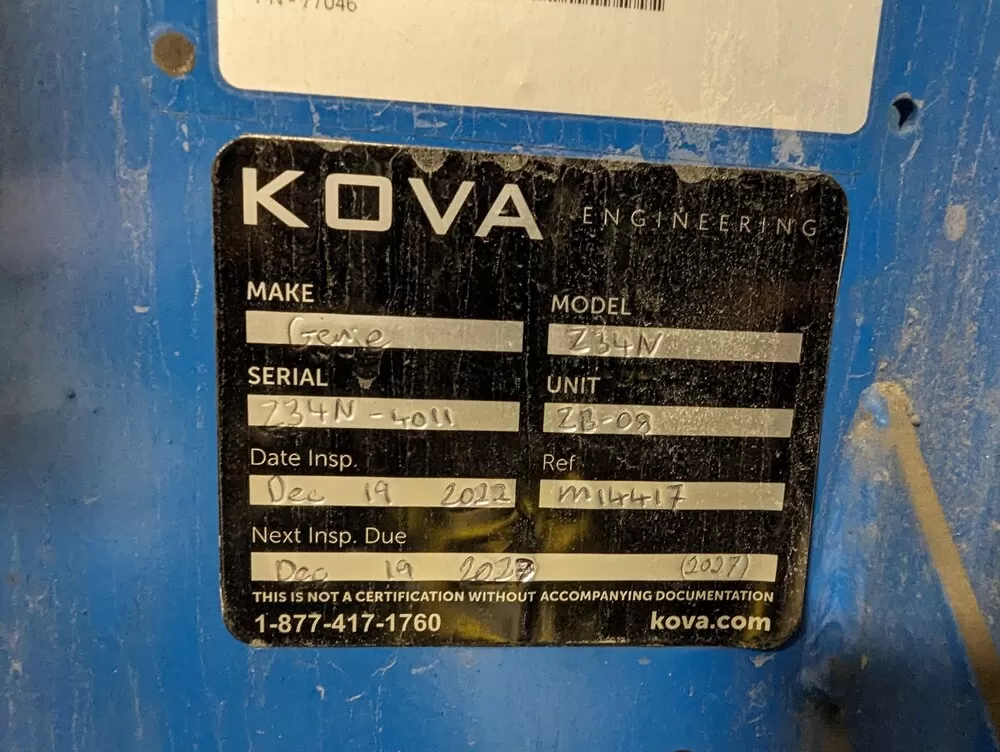 77046
KOVA ENGINEERING
MAKE MODEL
Genie Z34N
SERIAL UNIT
Z34N-4011 ZB-08
Date Insp. Ref
Dec 19 2022 M14417
Next Insp. Due
Dec 19 2023 (2027)
THIS IS NOT A CERTIFICATION WITHOUT ACCOMPANYING DOCUMENTATION
1-877-417-1760 kova.com